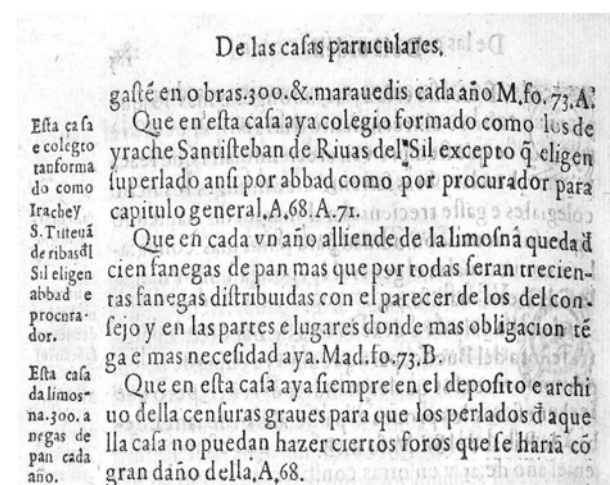 De las casas particulares.
gastē en obras.300.&.marauedis, cada año M.fo.73.A.
Que en esta casa aya colegio formado como los de
yrache Santisteban de Riuas del Sil excepto q̃ eligen
superlado ansi por abbad como por procurador para
capitulo general.A.68.A.71.
Que en cada vn año alliende de la limosna queda d̃
cien fanegas de pan mas que por todas seran trecien-
tas fanegas distribuidas con el parecer de los del con-
sejo y en las partes e lugares donde mas obligacion tē
ga e mas necesidad aya.Mad.fo.73.B.
Que en esta casa aya siempre en el deposito e archi
uo della censuras graues para que los perlados d̃ aque
lla casa no puedan hazer ciertos foros que se haria cō
gran daño della.A.68.
Esta casa
e colegio
tanforma
do como
Irache y
S. Titeuā
de ribas d̃l
Sil eligen
abbad e
procura-
dor.
Esta casa
da limos-
na.300. a
negas de
pan cada
año.